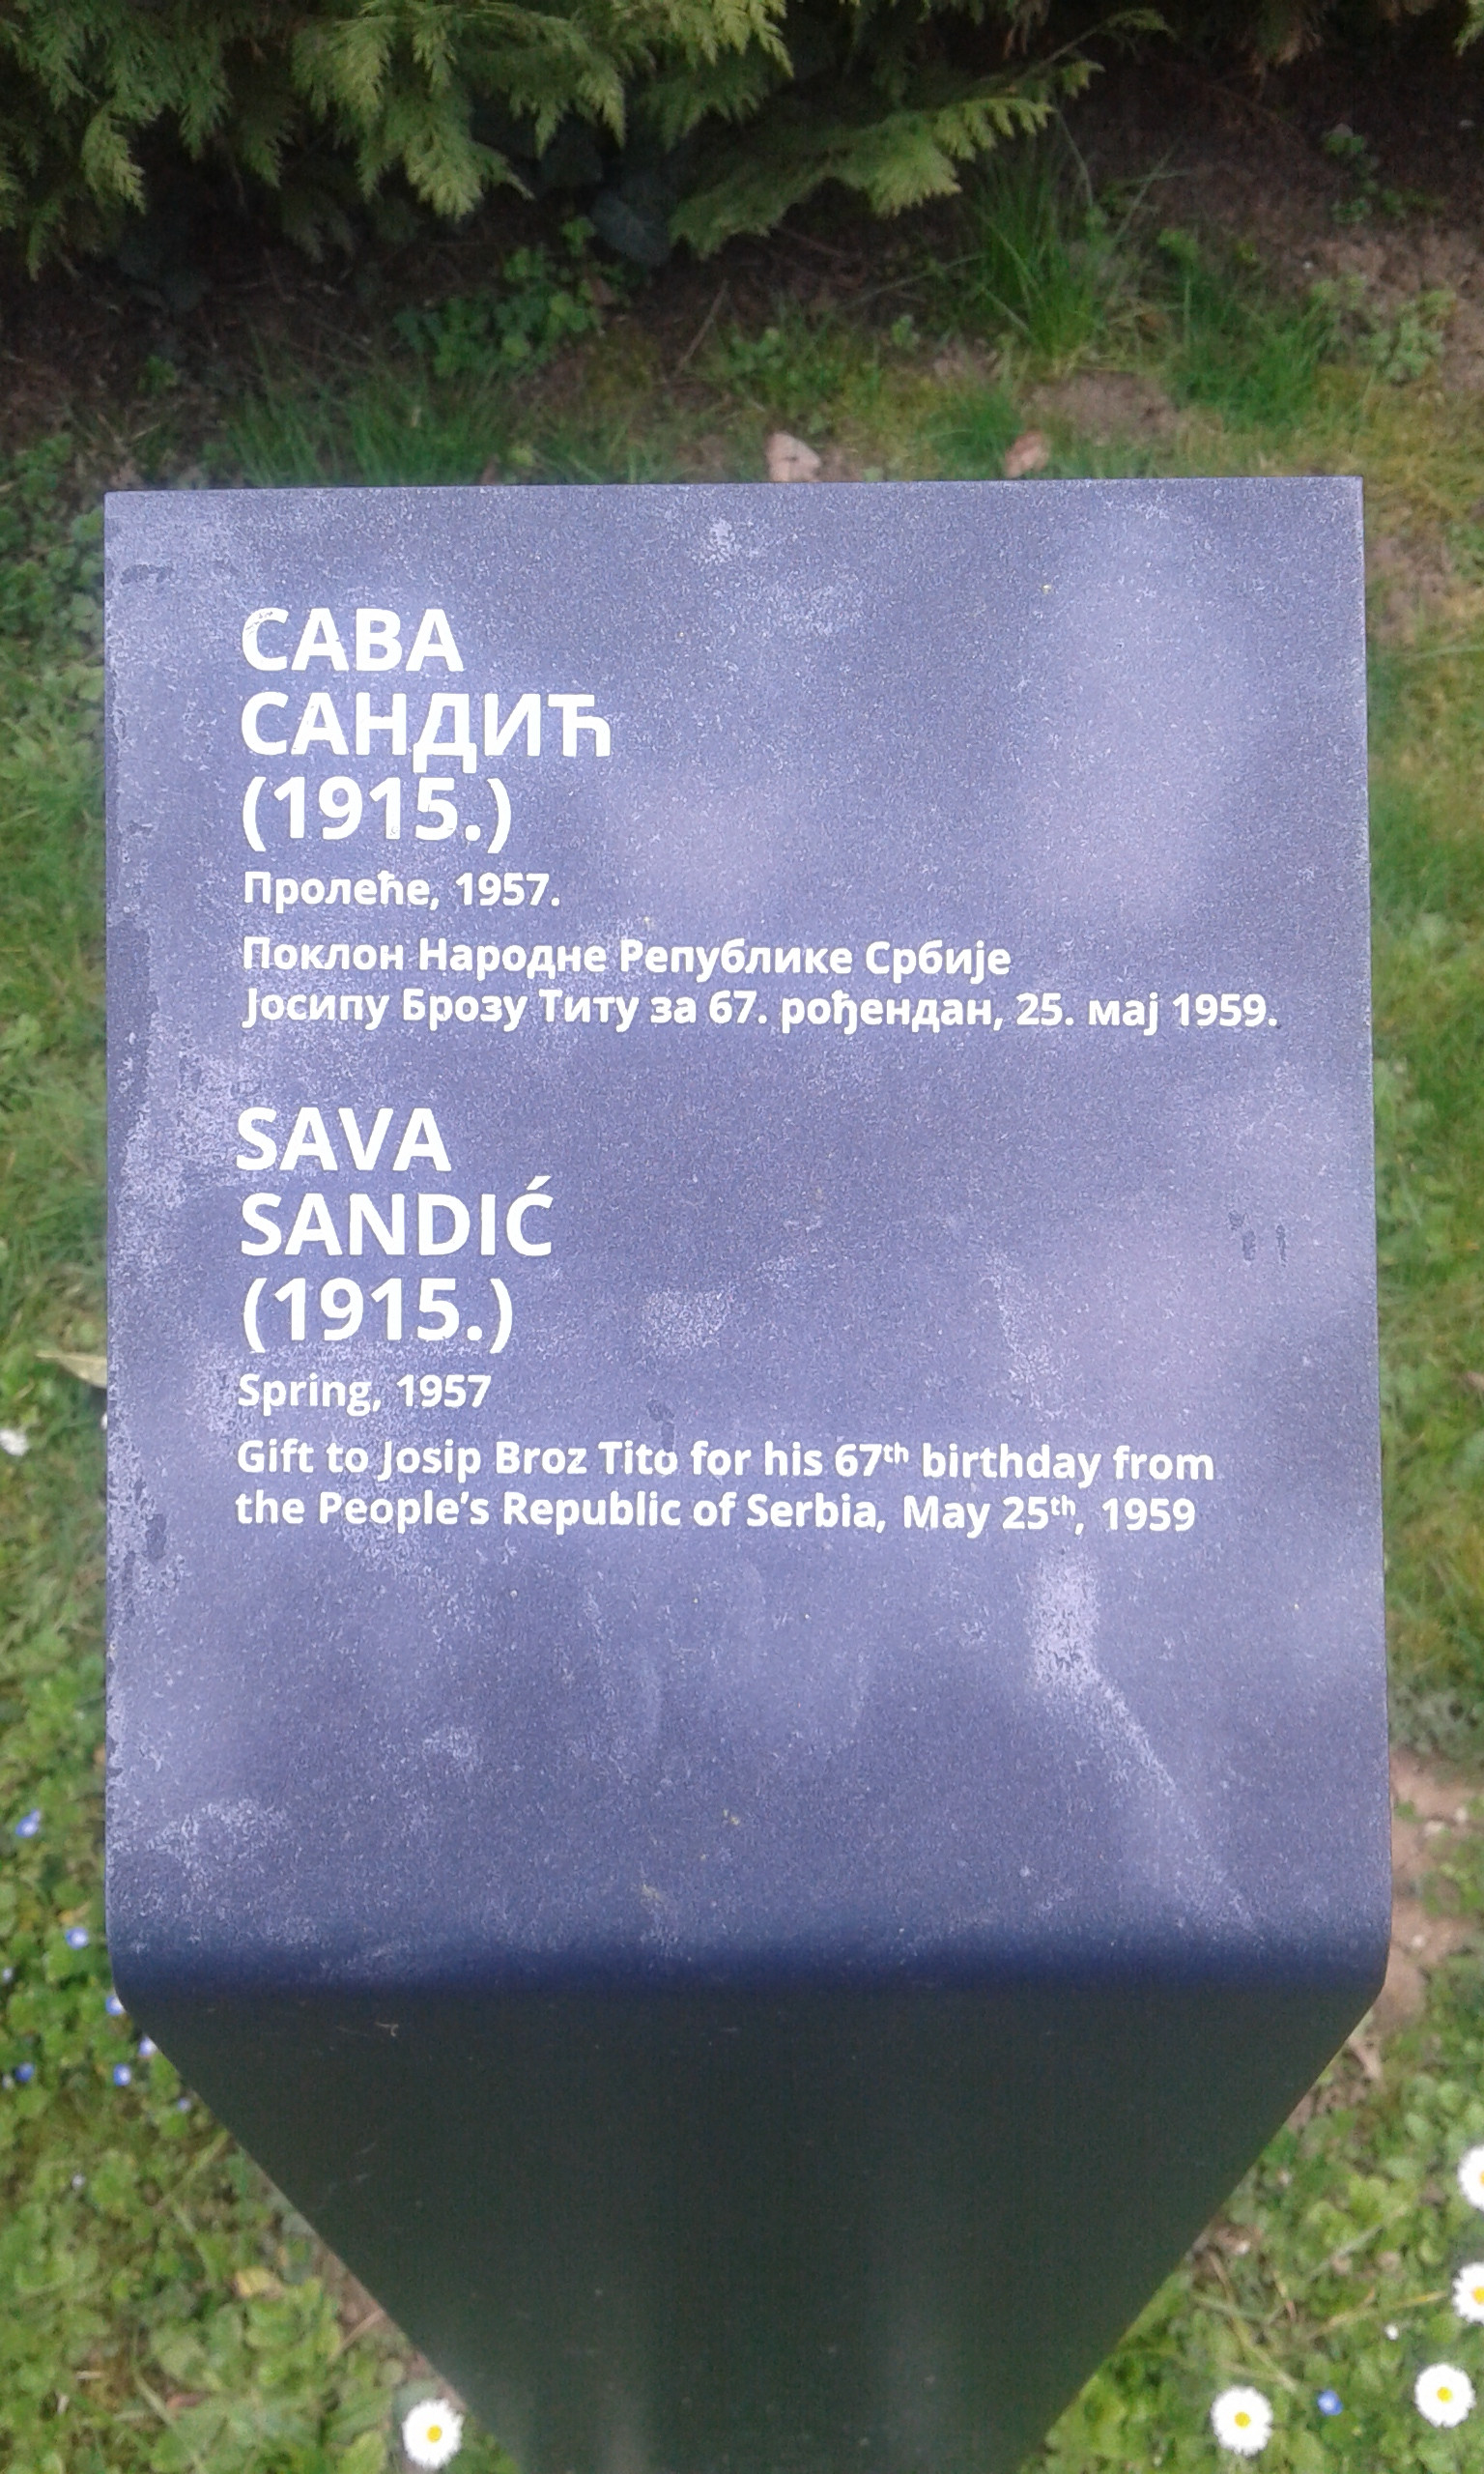 САВА
САНДИЋ
(1915.)
Пролеће, 1957.
Поклон Народне Републике Србије
Јосипу Брозу Титу за 67. рођендан, 25. мај 1959.
SAVA
SANDIĆ
(1915.)
Spring, 1957
Gift to Josip Broz Tito for his 67th birthday from
the People’s Republic of Serbia, May 25th, 1959